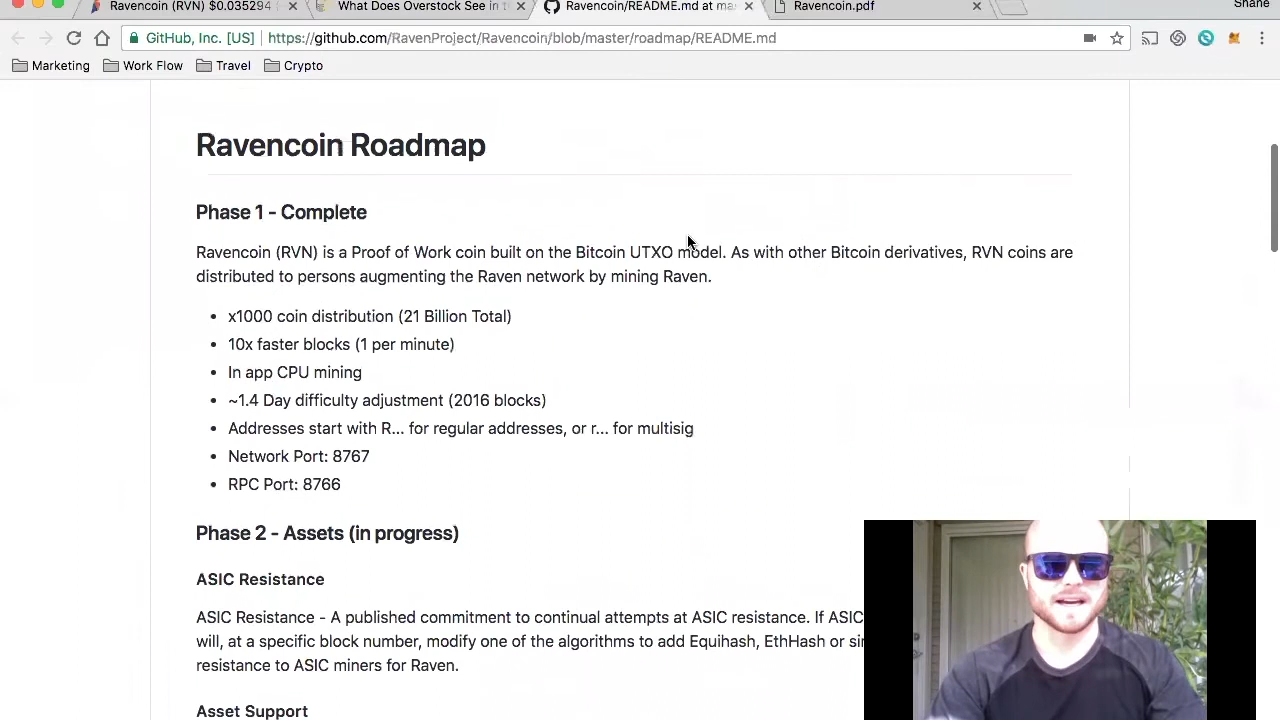 Shane
Ravencoin (RVN) $0.035294
What Does Overstock See in t
Ravencoin/README.md at mas
Ravencoin.pdf
GitHub, Inc. [US] https://github.com/RavenProject/Ravencoin/blob/master/roadmap/README.md
Marketing Work Flow Travel Crypto
Ravencoin Roadmap
Phase 1 - Complete
Ravencoin (RVN) is a Proof of Work coin built on the Bitcoin UTXO model. As with other Bitcoin derivatives, RVN coins are
distributed to persons augmenting the Raven network by mining Raven.
• x1000 coin distribution (21 Billion Total)
• 10x faster blocks (1 per minute)
• In app CPU mining
• ~1.4 Day difficulty adjustment (2016 blocks)
• Addresses start with R... for regular addresses, or r... for multisig
• Network Port: 8767
• RPC Port: 8766
Phase 2 - Assets (in progress)
ASIC Resistance
ASIC Resistance - A published commitment to continual attempts at ASIC resistance. If ASIC
will, at a specific block number, modify one of the algorithms to add Equihash, EthHash or
resistance to ASIC miners for Raven.
Asset Support